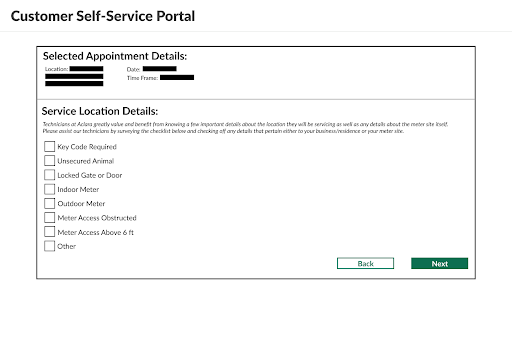 Customer Self-Service Portal
Selected Appointment Details:
Location:
Date:
Time Frame:
Service Location Details:
Technicians at Aclara greatly value and benefit from knowing a few important details about the location they will be servicing as well as any details about the meter site itself.
Please assist our technicians by surveying the checklist below and checking off any details that pertain either to your business/residence or your meter site.
Key Code Required
Unsecured Animal
Locked Gate or Door
Indoor Meter
Outdoor Meter
Meter Access Obstructed
Meter Access Above 6 ft
Other
Back
Next